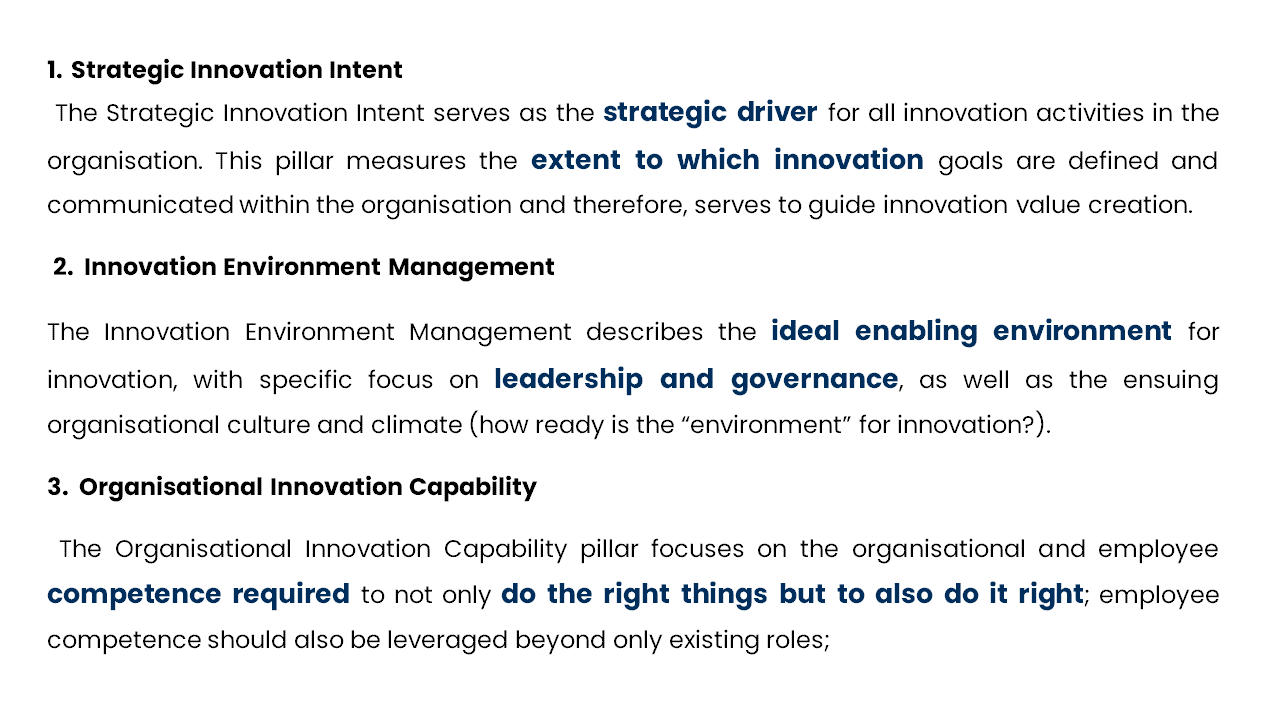 1. Strategic Innovation Intent
The Strategic Innovation Intent serves as the strategic driver for all innovation activities in the
organisation. This pillar measures the extent to which innovation goals are defined and
communicated within the organisation and therefore, serves to guide innovation value creation.
2. Innovation Environment Management
The Innovation Environment Management describes the ideal enabling environment for
innovation, with specific focus on leadership and governance, as well as the ensuing
organisational culture and climate (how ready is the “environment” for innovation?).
3. Organisational Innovation Capability
The Organisational Innovation Capability pillar focuses on the organisational and employee
competence required to not only do the right things but to also do it right; employee
competence should also be leveraged beyond only existing roles;